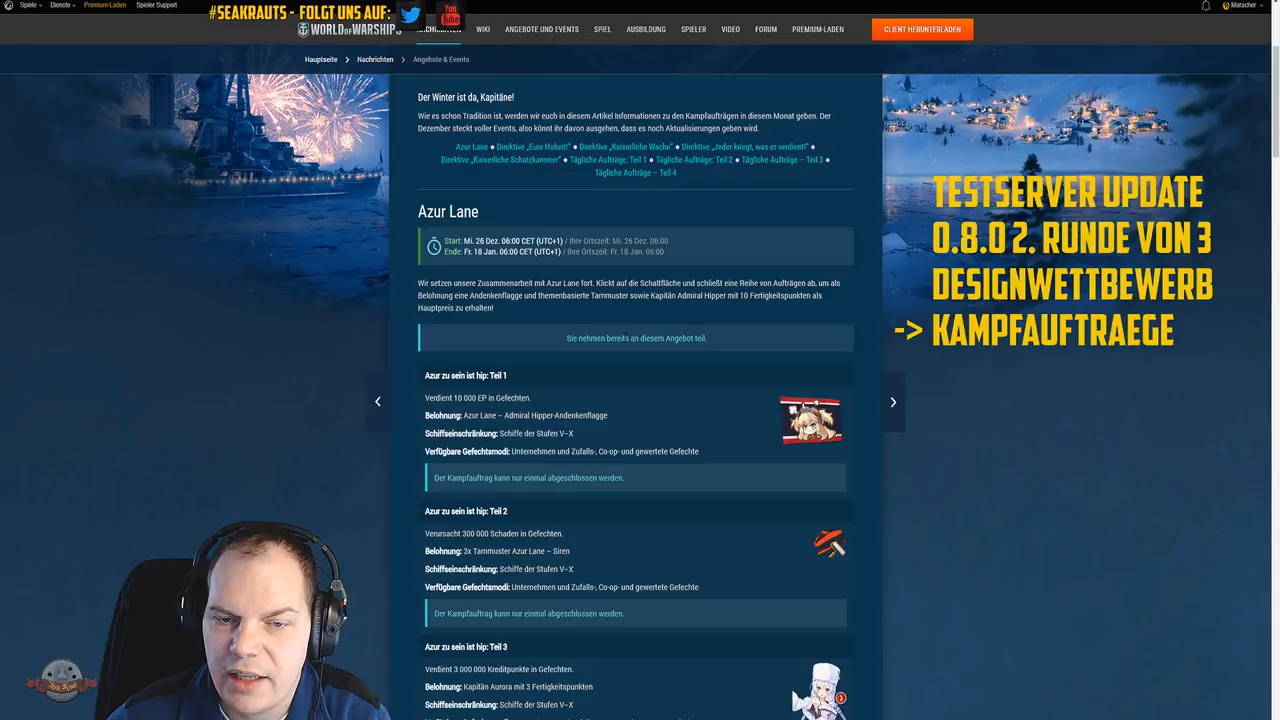 #SEAKRAUTS - FOLGT UNS AUF:
Spiele
Dienste
Premium-Laden
Spieler Support
You
Tube
Maracher
WORLD OF WARSHIPS
NACHRICHTEN
WIKI
ANGEBOTE UND EVENTS
SPIEL
AUSBILDUNG
SPIELER
VIDEO
FORUM
PREMIUM-LADEN
CLIENT HERUNTERLADEN
Hauptseite
Nachrichten
Angebote & Events
Der Winter ist da, Kapitäne!
Wie es schon Tradition ist, werden wir euch in diesem Artikel Informationen zu den Kampfaufträgen in diesem Monat geben. Der
Dezember steckt voller Events, also könnt ihr davon ausgehen, dass es noch Aktualisierungen geben wird.
Azur Lane ● Direktive „Eure Hoheit!“ ● Direktive „Kaiserliche Wache“ ● Direktive „Jeder kriegt, was er verdient!“ ●
Direktive „Kaiserliche Schatzkammer“ ● Tägliche Aufträge: Teil 1 ● Tägliche Aufträge: Teil 2 ● Tägliche Aufträge – Teil 3 ●
Tägliche Aufträge – Teil 4
Azur Lane
Start: Mi. 26 Dez. 06:00 CET (UTC+1) / Ihre Ortszeit: Mi. 26 Dez. 06:00
Ende: Fr. 18 Jan. 06:00 CET (UTC+1) / Ihre Ortszeit: Fr. 18 Jan. 06:00
Wir setzen unsere Zusammenarbeit mit Azur Lane fort. Klickt auf die Schaltfläche und schließt eine Reihe von Aufträgen ab, um als
Belohnung eine Andenkenflagge und themenbasierte Tarnmuster sowie Kapitän Admiral Hipper mit 10 Fertigkeitspunkten als
Hauptpreis zu erhalten!
Sie nehmen bereits an diesem Angebot teil.
Azur zu sein ist hip: Teil 1
Verdient 10 000 EP in Gefechten.
Belohnung: Azur Lane – Admiral Hipper-Andenkenflagge
Schiffseinschränkung: Schiffe der Stufen V–X
Verfügbare Gefechtsmodi: Unternehmen und Zufalls-, Co-op- und gewertete Gefechte
Der Kampfauftrag kann nur einmal abgeschlossen werden.
Azur zu sein ist hip: Teil 2
Verursacht 300 000 Schaden in Gefechten.
Belohnung: 3x Tarnmuster Azur Lane – Siren
Schiffseinschränkung: Schiffe der Stufen V–X
Verfügbare Gefechtsmodi: Unternehmen und Zufalls-, Co-op- und gewertete Gefechte
Der Kampfauftrag kann nur einmal abgeschlossen werden.
Azur zu sein ist hip: Teil 3
Verdient 3 000 000 Kreditpunkte in Gefechten.
Belohnung: Kapitän Aurora mit 3 Fertigkeitspunkten
Schiffseinschränkung: Schiffe der Stufen V–X
TESTSERVER UPDATE
0.8.0 2. RUNDE VON 3
DESIGNWETTBEWERB
-> KAMPFAUFTRAEGE